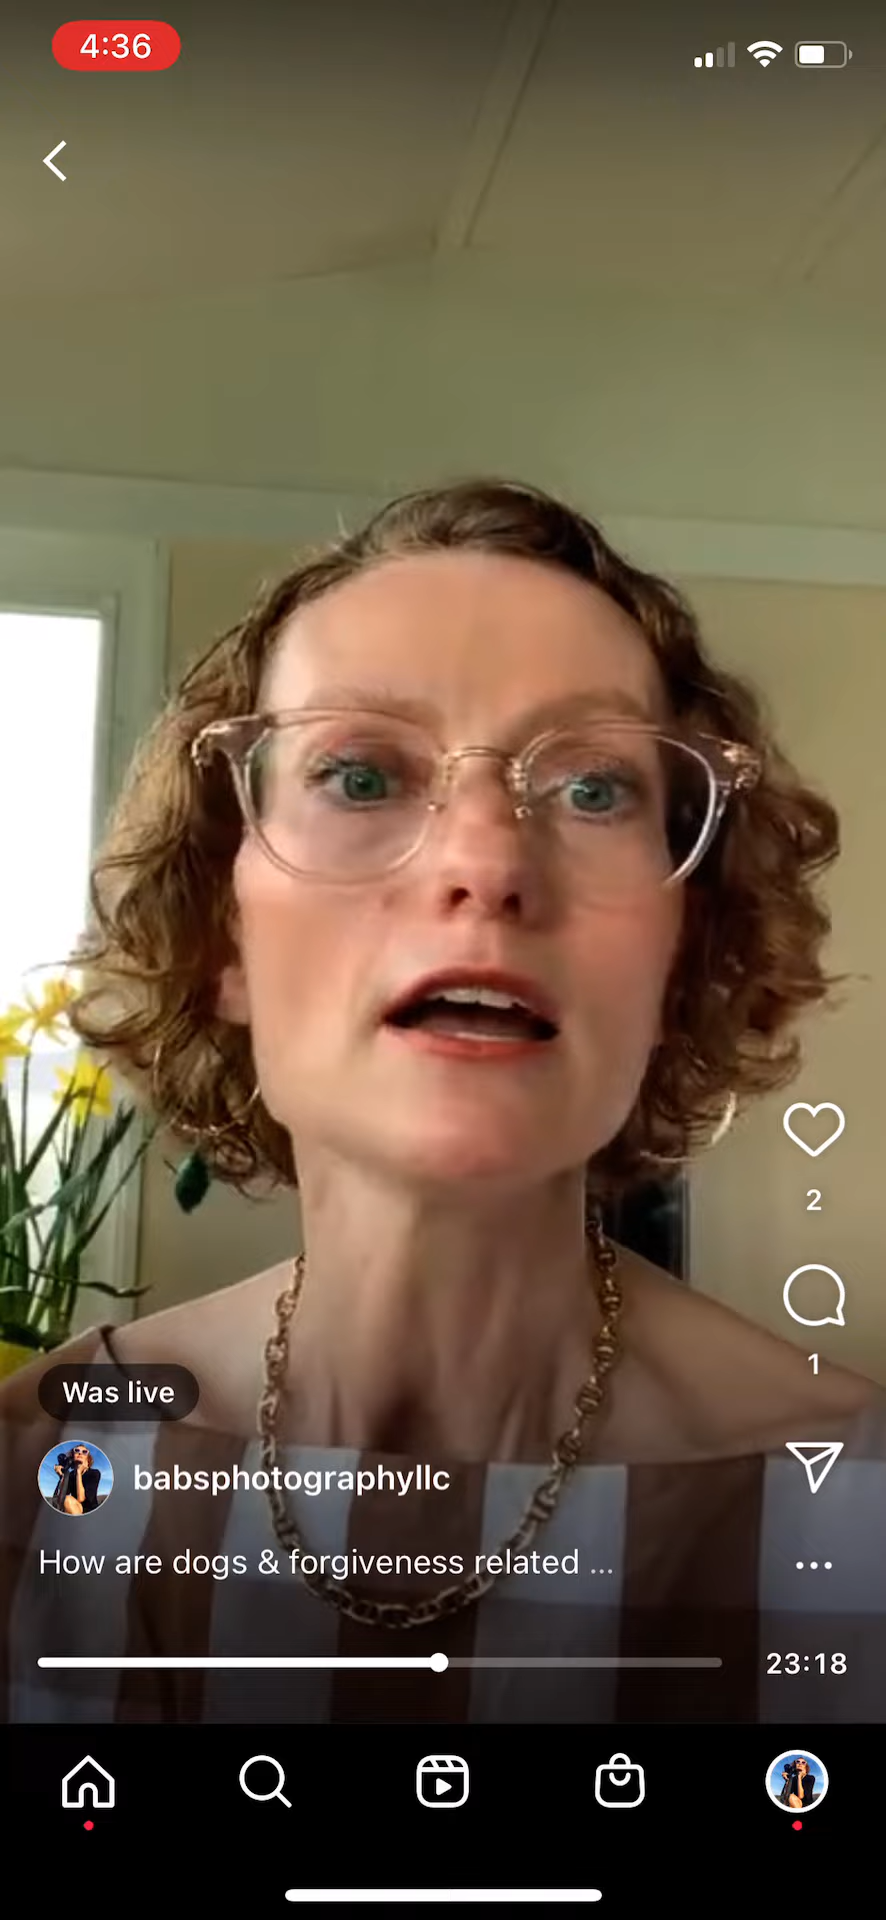 4:36
2
1
Was live
babsphotographyllc
How are dogs & forgiveness related ...
23:18